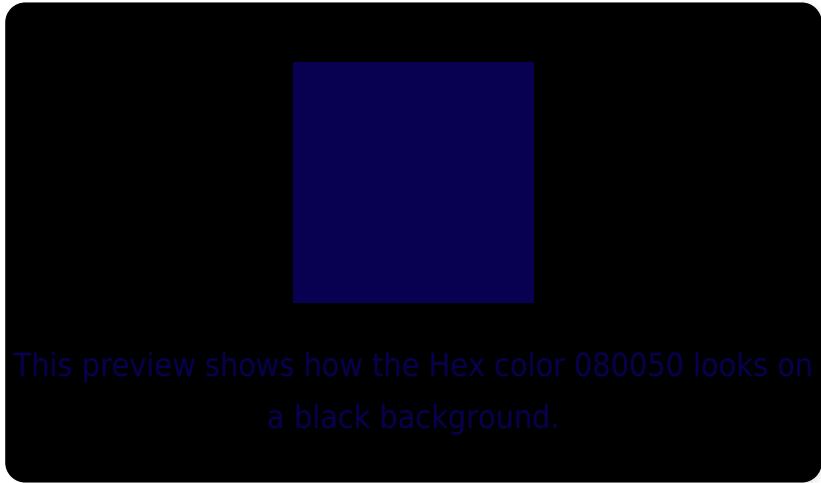 This preview shows how the Hex color 080050 looks on
a black background.